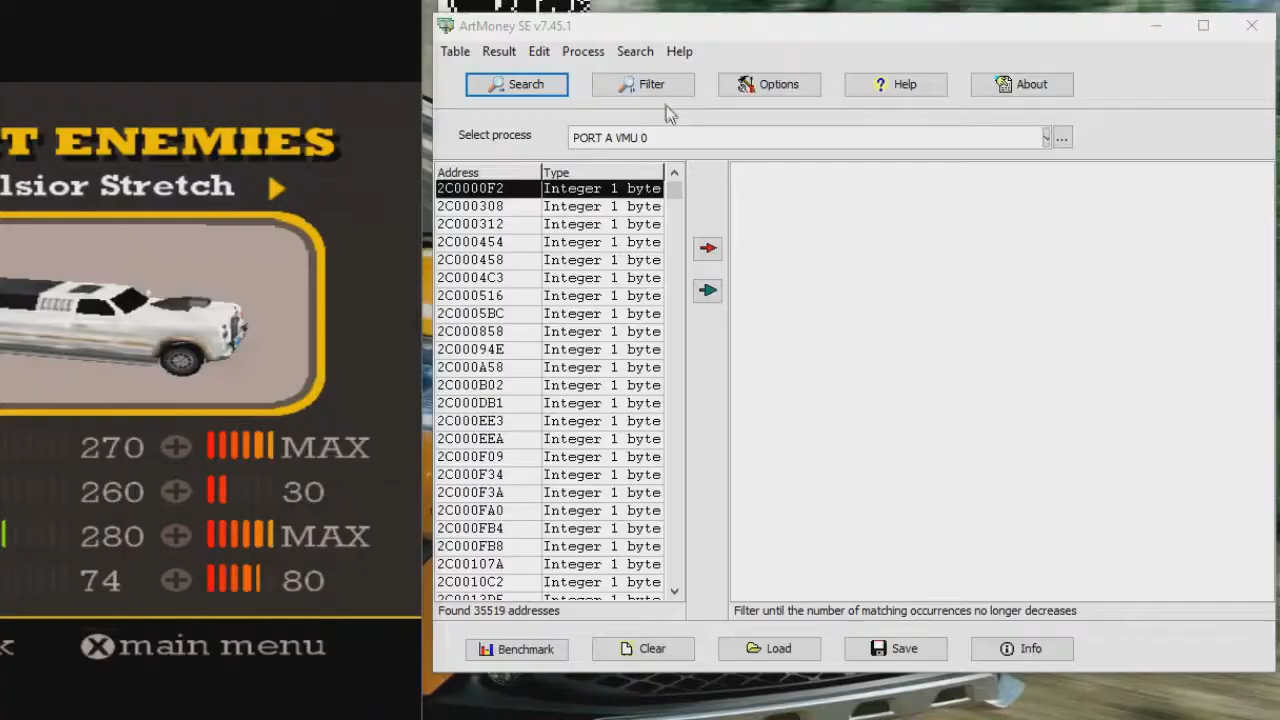 T ENEMIES
lsior Stretch
270 MAX
260 30
280 MAX
74 80
k
main menu
ArtMoney SE v7.45.1
Table Result Edit Process Search Help
Search Filter Options Help About
Select process PORT A VMU 0 ...
Address Type
2C0000F2 Integer 1 byte
2C000308 Integer 1 byte
2C000312 Integer 1 byte
2C000454 Integer 1 byte
2C000458 Integer 1 byte
2C0004C3 Integer 1 byte
2C000516 Integer 1 byte
2C0005BC Integer 1 byte
2C000858 Integer 1 byte
2C00094E Integer 1 byte
2C000A58 Integer 1 byte
2C000B02 Integer 1 byte
2C000DB1 Integer 1 byte
2C000EE3 Integer 1 byte
2C000EEA Integer 1 byte
2C000F09 Integer 1 byte
2C000F34 Integer 1 byte
2C000F3A Integer 1 byte
2C000FA0 Integer 1 byte
2C000FB4 Integer 1 byte
2C000FB8 Integer 1 byte
2C00107A Integer 1 byte
2C0010C2 Integer 1 byte
Integer 1 byte
Found 35519 addresses
Filter until the number of matching occurrences no longer decreases
Benchmark Clear Load Save Info